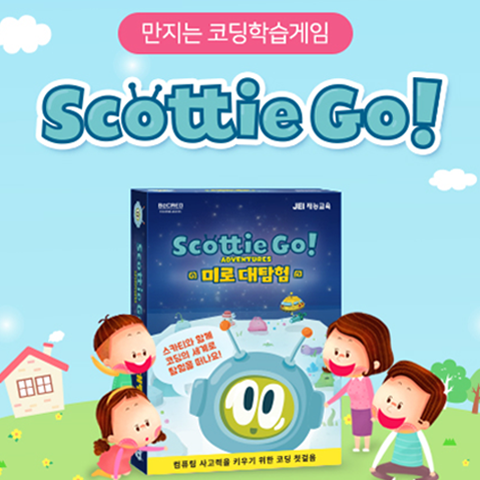 만지는 코딩학습게임
Scottie Go!
JEI 재능교육
Scottie Go!
ADVENTURES
미로 대탐험
스카티와 함께
코딩의 세계로
탐험을 떠나요!
컴퓨팅 사고력을 키우기 위한 코딩 첫걸음